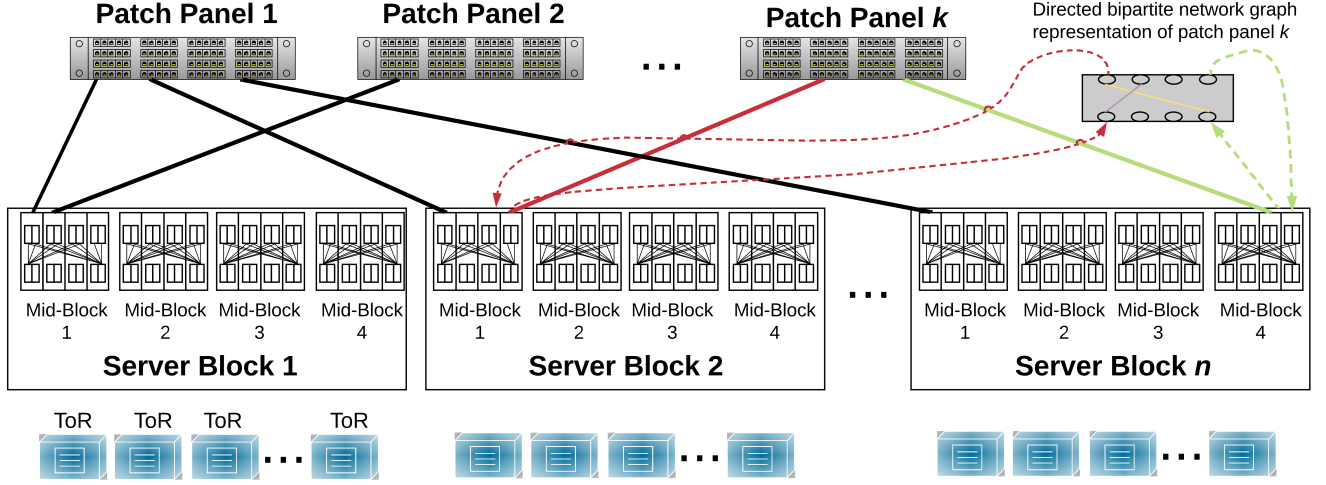 Patch Panel 1
Patch Panel 2
Patch Panel k
Directed bipartite network graph
representation of patch panel k
...
Mid-Block
1
Mid-Block
2
Mid-Block
3
Mid-Block
4
Server Block 1
Mid-Block
1
Mid-Block
2
Mid-Block
3
Mid-Block
4
Server Block 2
...
Mid-Block
1
Mid-Block
2
Mid-Block
3
Mid-Block
4
Server Block n
ToR
ToR
ToR
ToR
...
...
...